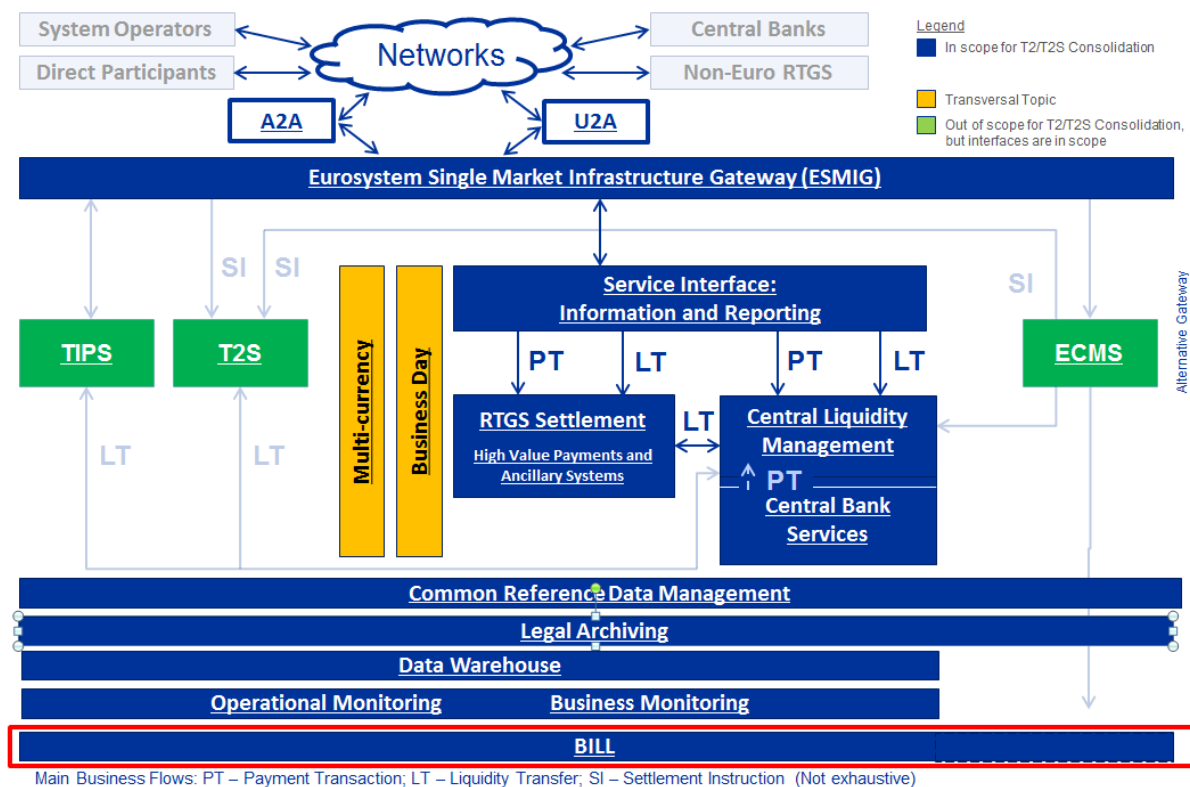 System Operators
Direct Participants
Networks
Central Banks
Non-Euro RTGS
Legend
In scope for T2/T2S Consolidation
Transversal Topic
Out of scope for T2/T2S Consolidation,
but interfaces are in scope
A2A
U2A
Eurosystem Single Market Infrastructure Gateway (ESMIG)
SI
SI
SI
Alternative Gateway
Multi-currency
Business Day
Service Interface:
Information and Reporting
TIPS
T2S
ECMS
PT
LT
PT
LT
RTGS Settlement
High Value Payments and
Ancillary Systems
LT
Central Liquidity
Management
PT
Central Bank
Services
LT
LT
Common Reference Data Management
Legal Archiving
Data Warehouse
Operational Monitoring
Business Monitoring
BILL
Main Business Flows: PT – Payment Transaction; LT – Liquidity Transfer; SI – Settlement Instruction (Not exhaustive)